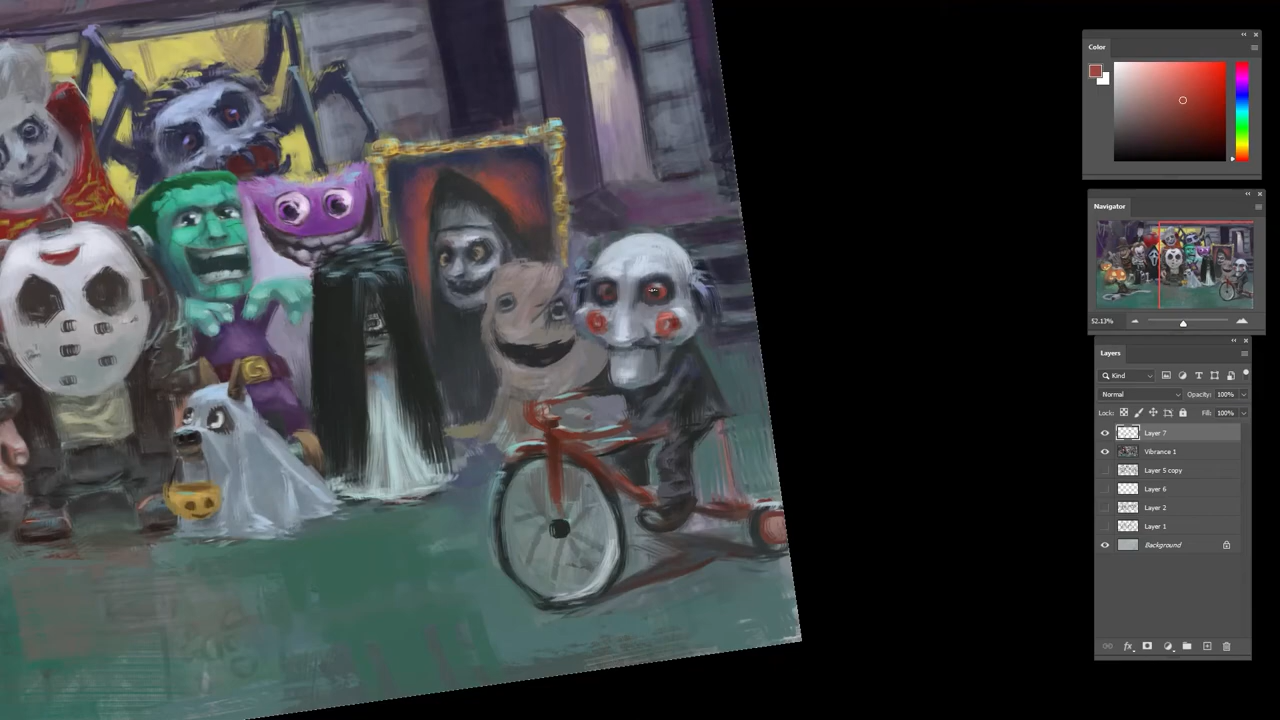 Color
Navigator
52.13%
Layers
Kind
Normal
Opacity: 100%
Lock:
Fill: 100%
Layer 7
Vibrance 1
Layer 5 copy
Layer 6
Layer 2
Layer 1
Background
fx